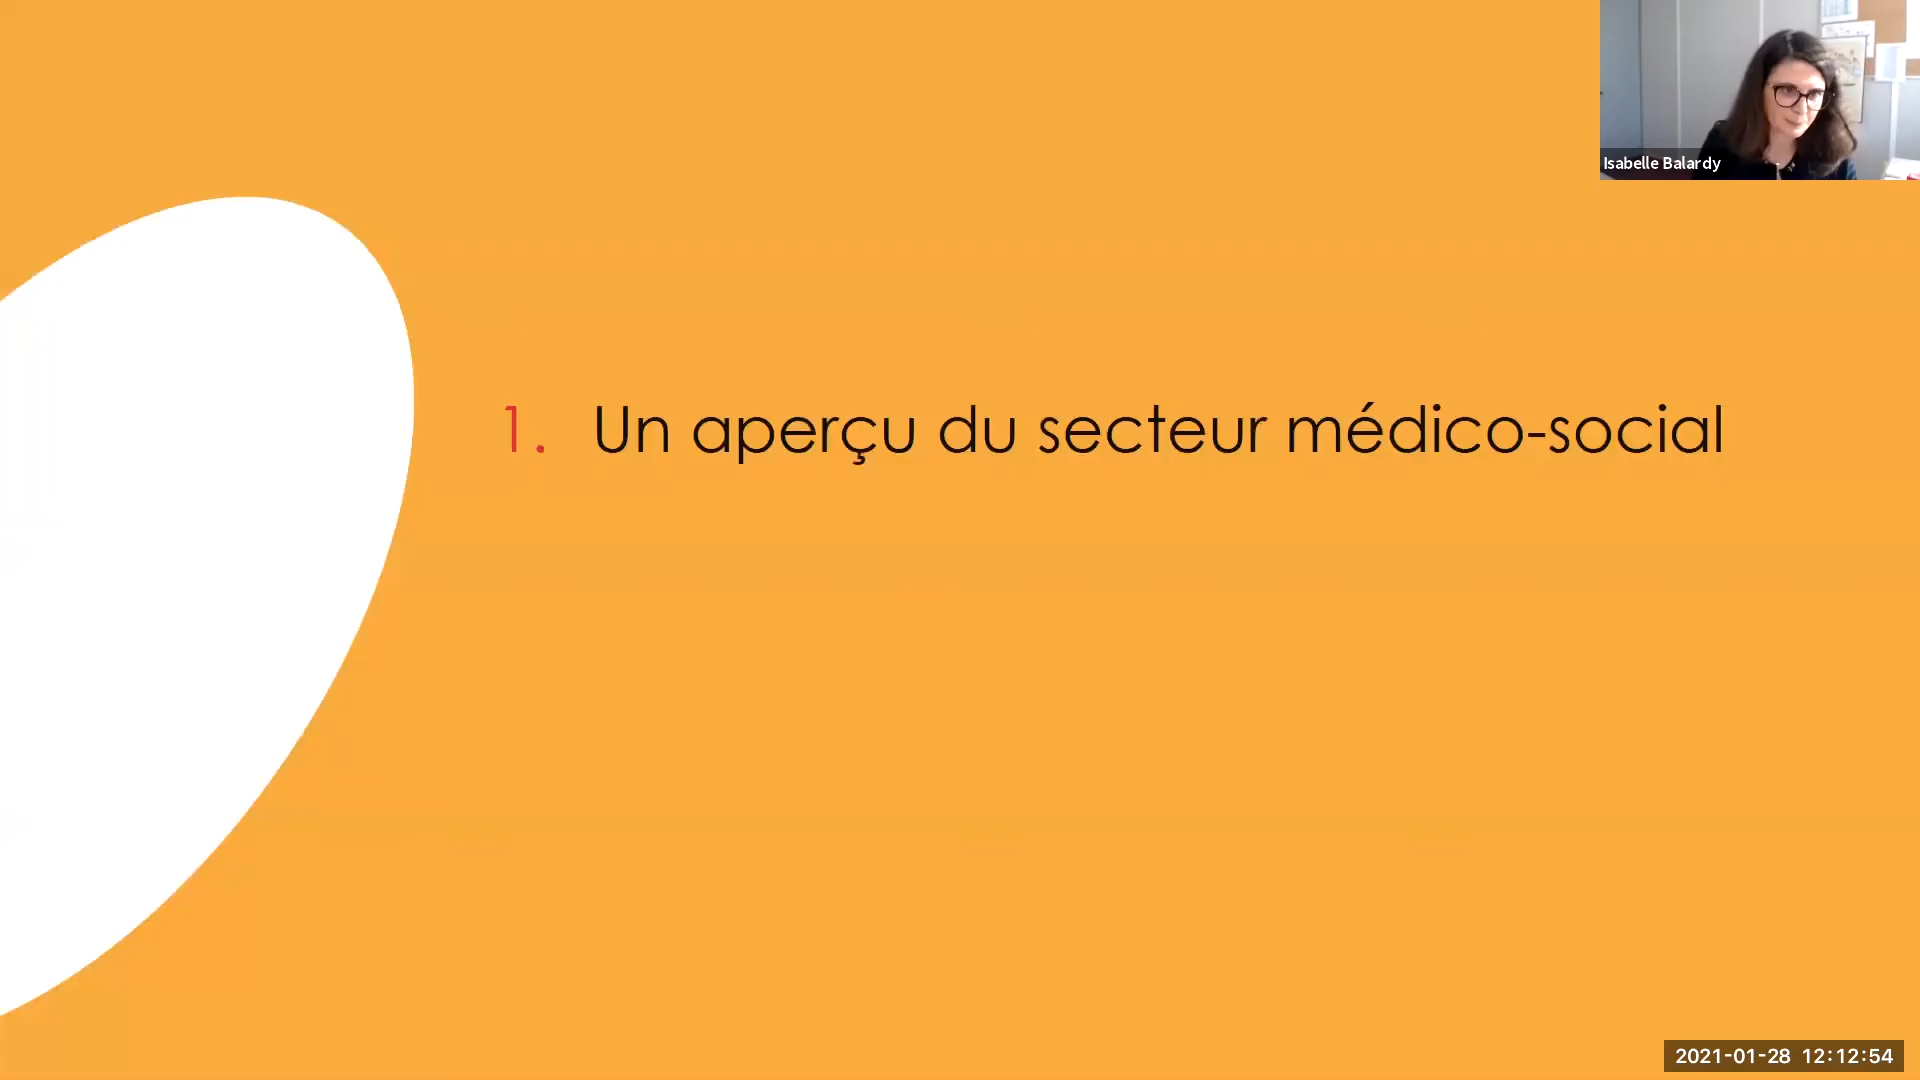 Isabelle Balardy
1. Un aperçu du secteur médico-social
2021-01-28 12:12:54